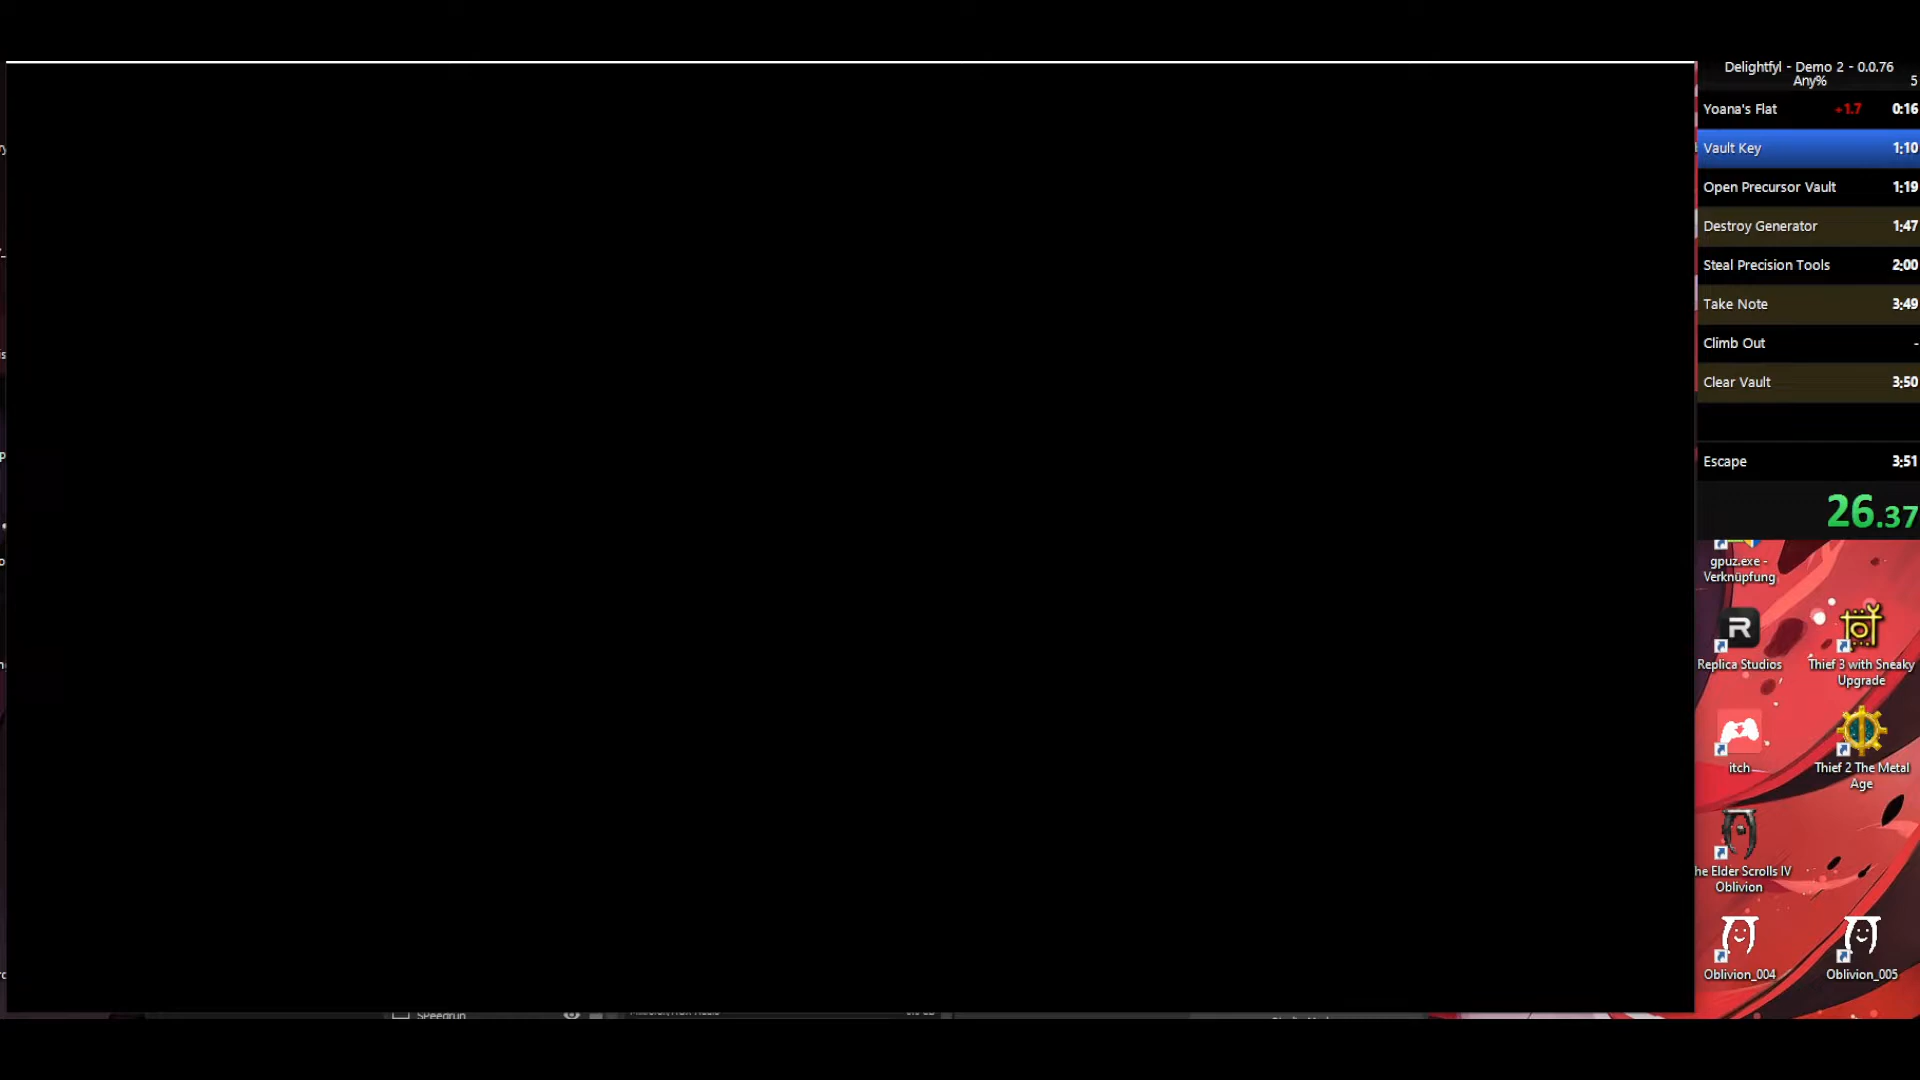 Delightfyl - Demo 2 - 0.0.76
Any% 5
Yoana's Flat +1.7 0:16
Vault Key 1:10
Open Precursor Vault 1:19
Destroy Generator 1:47
Steal Precision Tools 2:00
Take Note 3:49
Climb Out -
Clear Vault 3:50
Escape 3:51
26.37
gpuz.exe -
Verknüpfung
Replica Studios
Thief 3 with Sneaky
Upgrade
itch
Thief 2 The Metal
Age
he Elder Scrolls IV
Oblivion
Oblivion_004
Oblivion_005
Speedrun